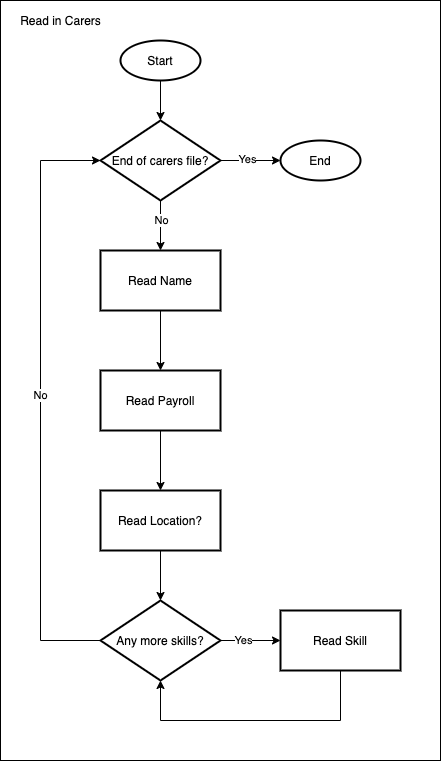 Read in Carers
Start
End of carers file?
Yes
End
No
Read Name
Read Payroll
No
Read Location?
Any more skills?
Yes
Read Skill